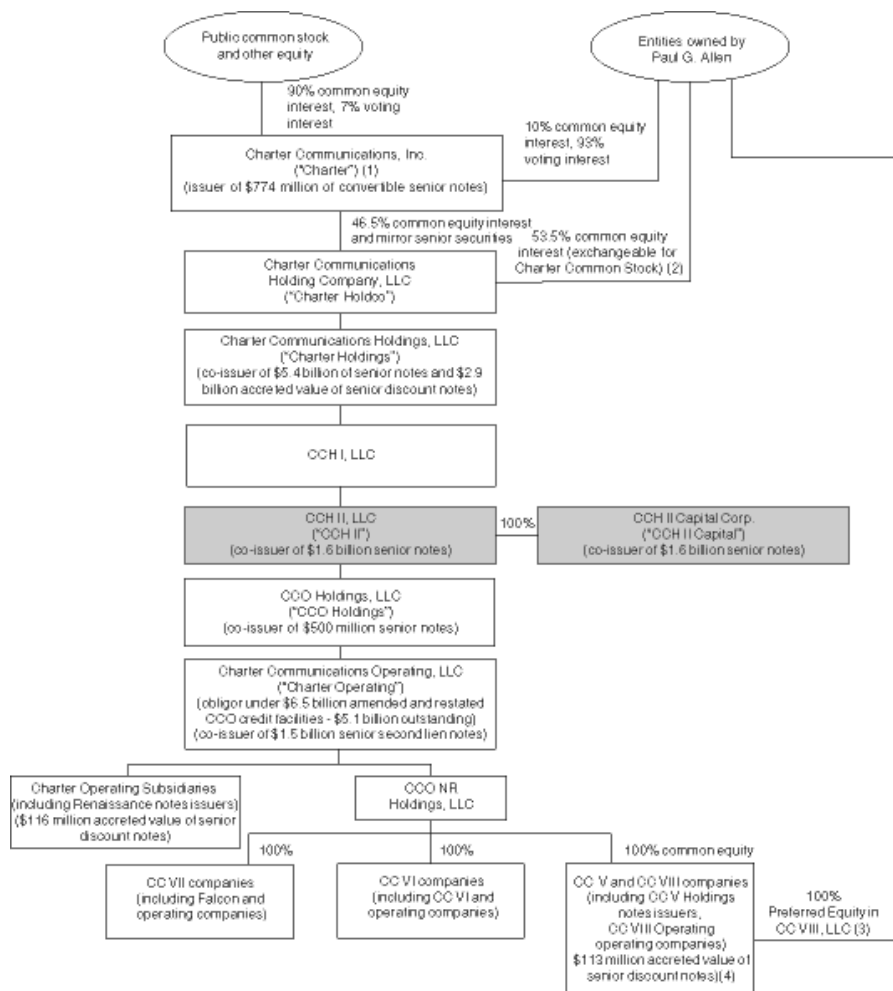 Public common stock
and other equity
Entities owned by
Paul G. Allen
90% common equity
interest, 7% voting
interest
10% common equity
interest, 93%
voting interest
Charter Communications, Inc.
("Charter") (1)
(issuer of $774 million of convertible senior notes)
46.5% common equity interest
and mirror senior securities
53.5% common equity
interest (exchangeable for
Charter Common Stock) (2)
Charter Communications
Holding Company, LLC
("Charter Holdco")
Charter Communications Holdings, LLC
("Charter Holdings")
(co-issuer of $5.4 billion of senior notes and $2.9
billion accreted value of senior discount notes)
CCH I, LLC
CCH II, LLC
("CCH II")
(co-issuer of $1.6 billion senior notes)
100%
CCH II Capital Corp.
("CCH II Capital")
(co-issuer of $1.6 billion senior notes)
CCO Holdings, LLC
("CCO Holdings")
(co-issuer of $500 million senior notes)
Charter Communications Operating, LLC
("Charter Operating")
(obligor under $6.5 billion amended and restated
CCO credit facilities - $5.1 billion outstanding)
(co-issuer of $1.5 billion senior second lien notes)
Charter Operating Subsidiaries
(including Renaissance notes issuers)
($116 million accreted value of senior
discount notes)
CCO NR
Holdings, LLC
100%
100%
100% common equity
CC VII companies
(including Falcon and
operating companies)
CC VI companies
(including CC VI and
operating companies)
CC V and CC VIII companies
(including CC V Holdings
notes issuers,
CC VIII Operating
operating companies)
$113 million accreted value of
senior discount notes)(4)
100%
Preferred Equity in
CC VIII, LLC (3)